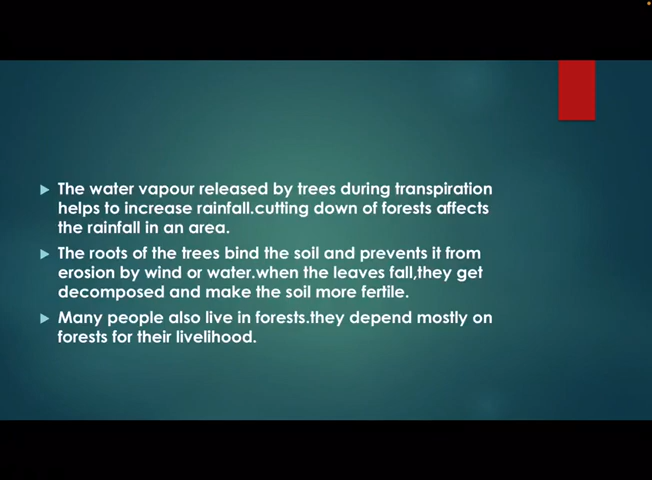 The water vapour released by trees during transpiration
helps to increase rainfall.cutting down of forests affects
the rainfall in an area.
The roots of the trees bind the soil and prevents it from
erosion by wind or water.when the leaves fall,they get
decomposed and make the soil more fertile.
Many people also live in forests.they depend mostly on
forests for their livelihood.